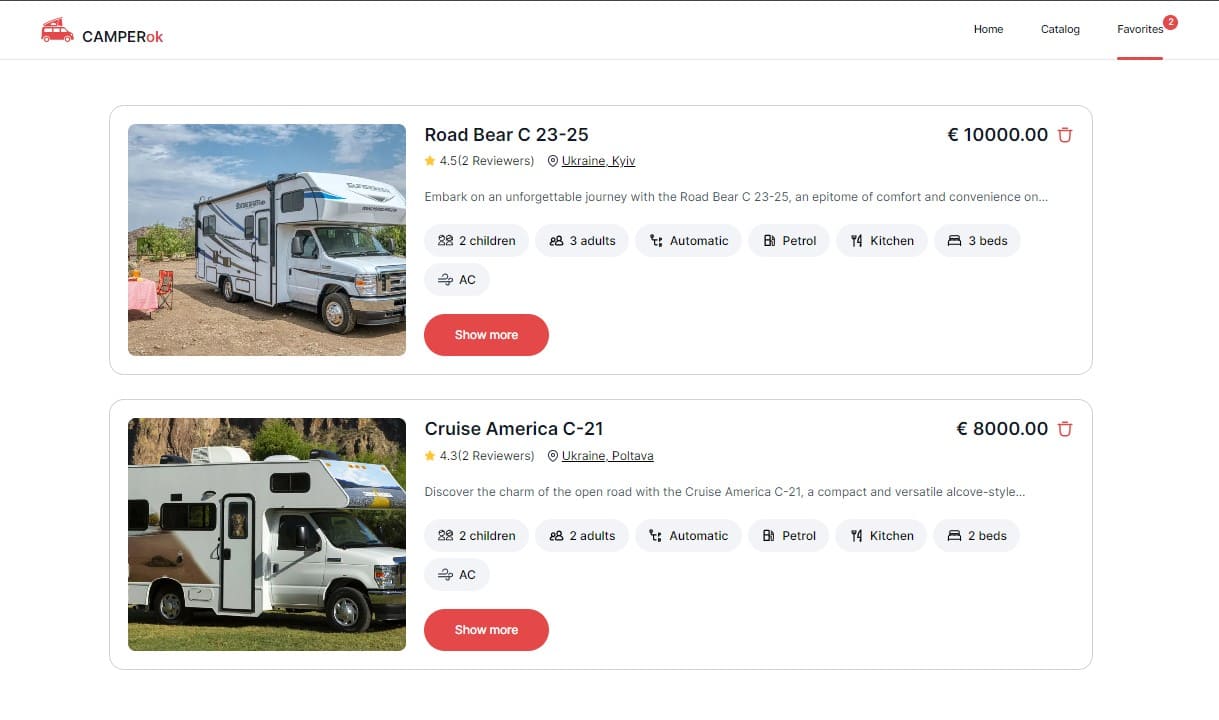 CAMPERok
Home
Catalog
Favorites
2
Road Bear C 23-25
€ 10000.00
4.5(2 Reviewers)
Ukraine, Kyiv
Embark on an unforgettable journey with the Road Bear C 23-25, an epitome of comfort and convenience on...
2 children
3 adults
Automatic
Petrol
Kitchen
3 beds
AC
Show more
Cruise America C-21
€ 8000.00
4.3(2 Reviewers)
Ukraine, Poltava
Discover the charm of the open road with the Cruise America C-21, a compact and versatile alcove-style...
2 children
2 adults
Automatic
Petrol
Kitchen
2 beds
AC
Show more